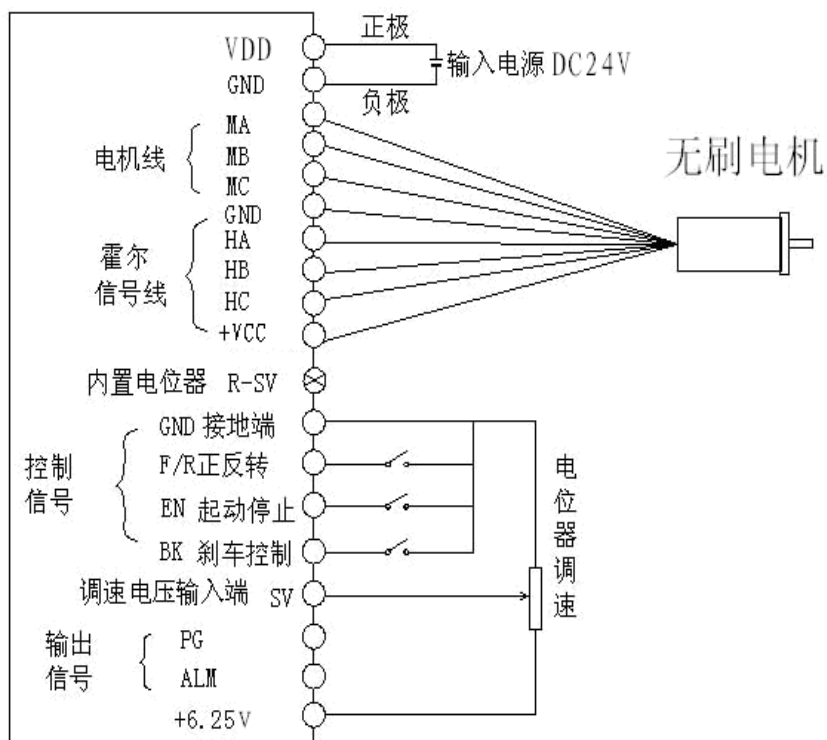 VDD
正极
输入电源 DC24V
GND
负极
MA
电机线
MB
MC
无刷电机
GND
HA
霍尔
信号线
HB
HC
+VCC
内置电位器 R-SV
GND 接地端
控制
信号
F/R正反转
EN 起动停止
BK 刹车控制
电位器调速
调速电压输入端 SV
输出
信号
PG
ALM
+6.25V